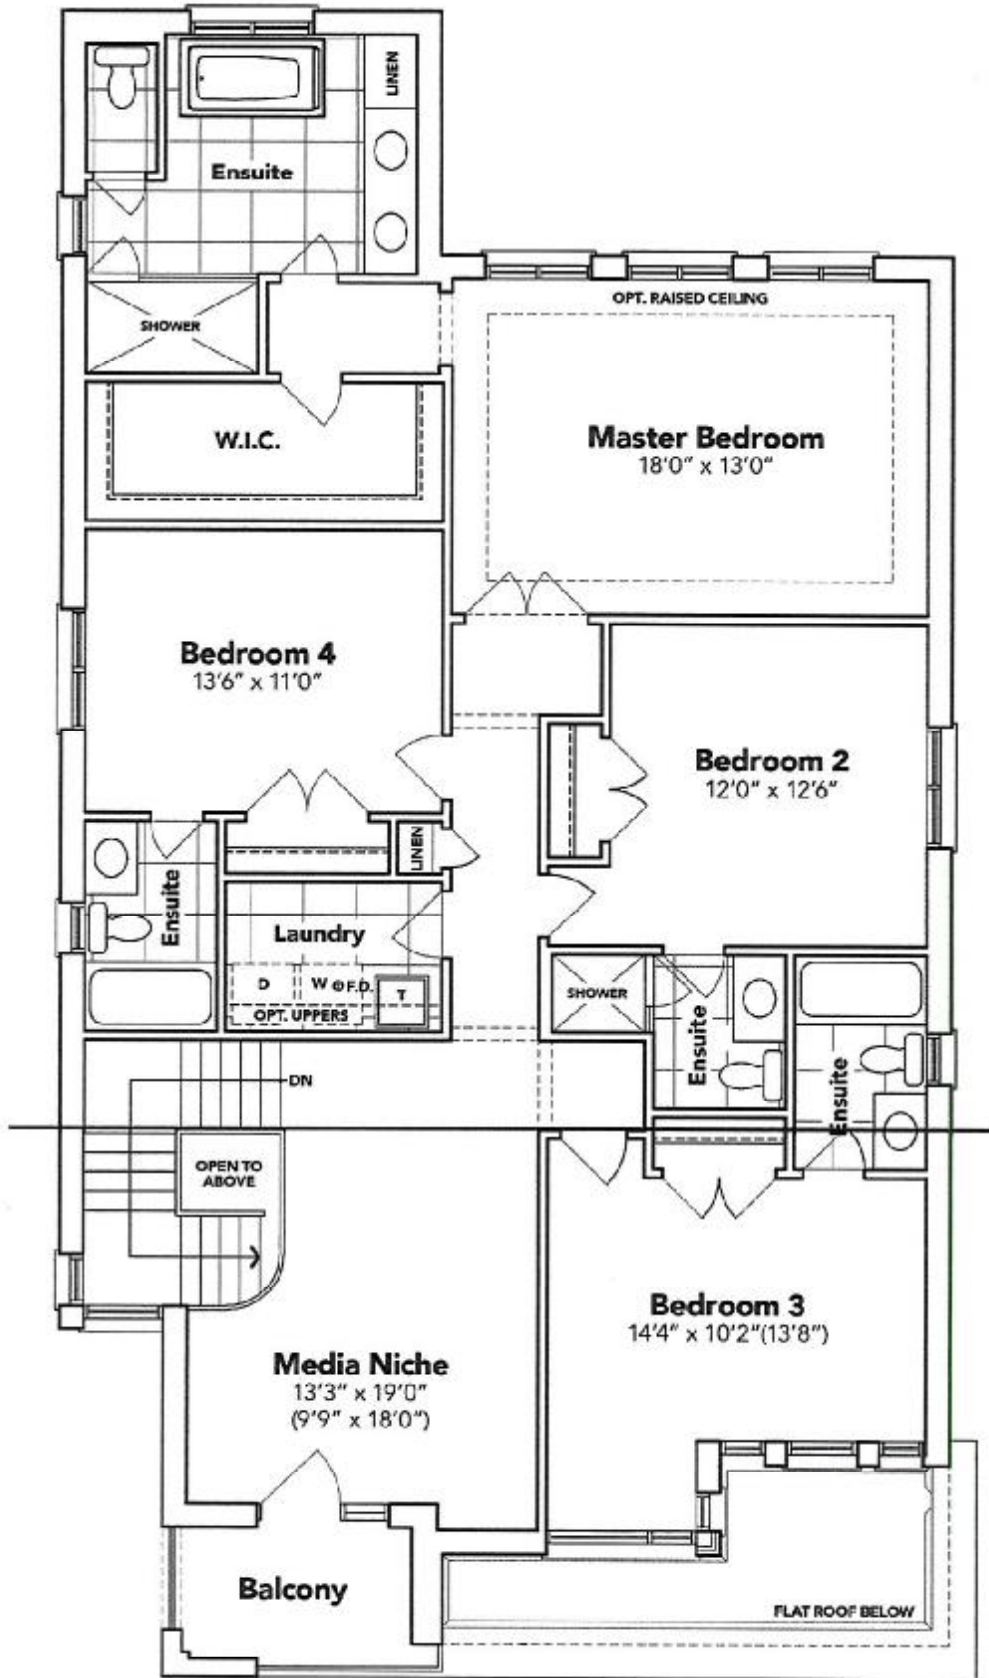 LINEN
Ensuite
OPT. RAISED CEILING
SHOWER
Master Bedroom
18'0" x 13'0"
W.I.C.
Bedroom 4
13'6" x 11'0"
Bedroom 2
12'0" x 12'6"
LINEN
Ensuite
Laundry
D
W
F.D.
T
OPT. UPPERS
SHOWER
Ensuite
Ensuite
DN
OPEN TO
ABOVE
Bedroom 3
14'4" x 10'2"(13'8")
Media Niche
13'3" x 19'0"
(9'9" x 18'0")
Balcony
FLAT ROOF BELOW